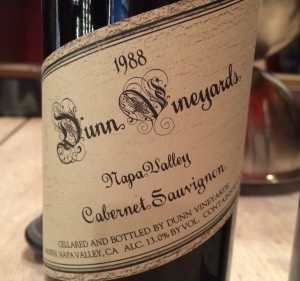 1988
Dunn Vineyards
Napa Valley
Cabernet Sauvignon
CELLARED AND BOTTLED BY DUNN VINEYARDS
NAPA VALLEY, CA ALC. 13.0% BY VOL. CONTAINS